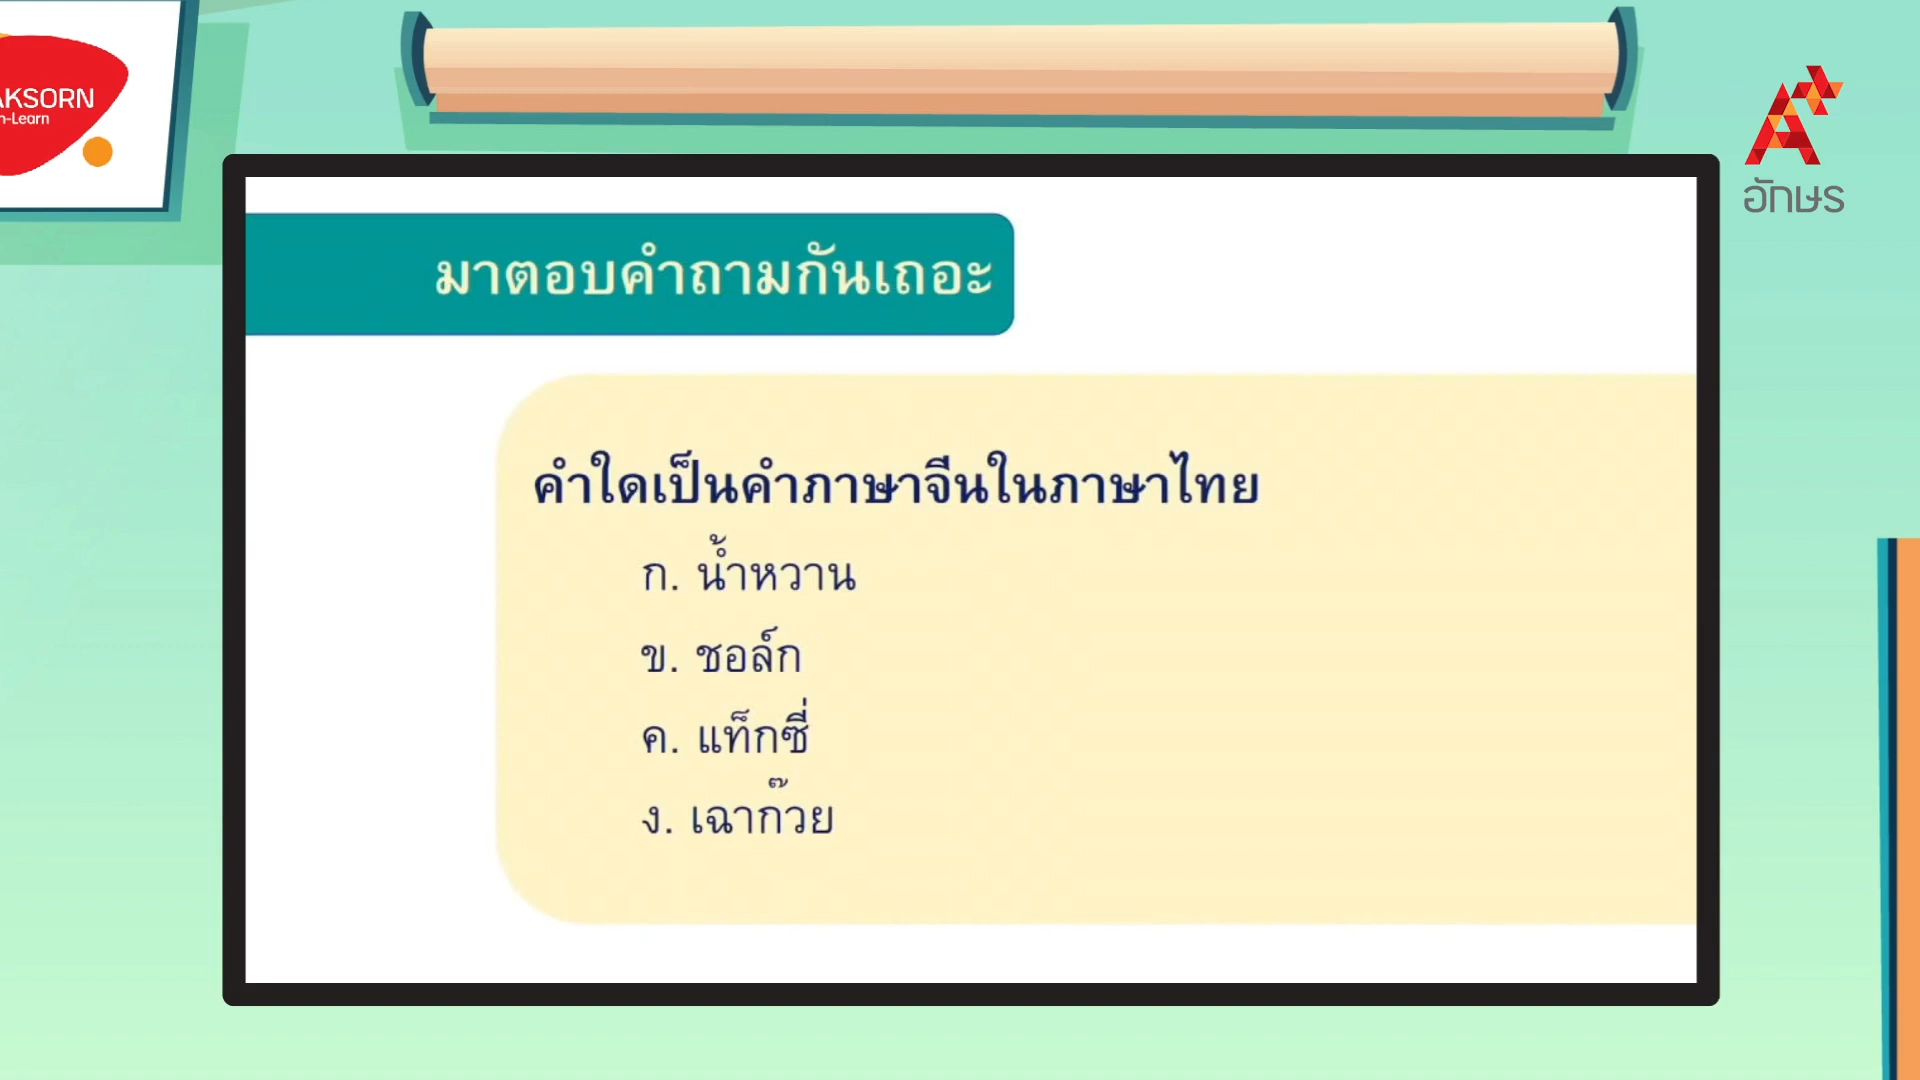 AKSORN
n-Learn
อักษร
มาตอบคำถามกันเถอะ
คำใดเป็นคำภาษาจีนในภาษาไทย
ก. น้ำหวาน
ข. ชอล์ก
ค. แท็กซี่
ง. เฉาก๊วย